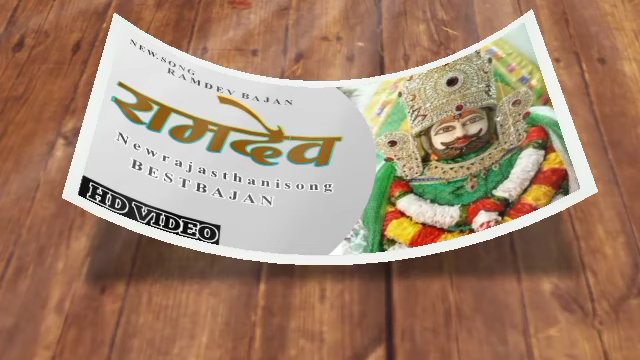 NEW.SONG
RAMDEV BAJAN
रामदेव
Newrajasthanisong
BESTBAJAN
HD VIDEO